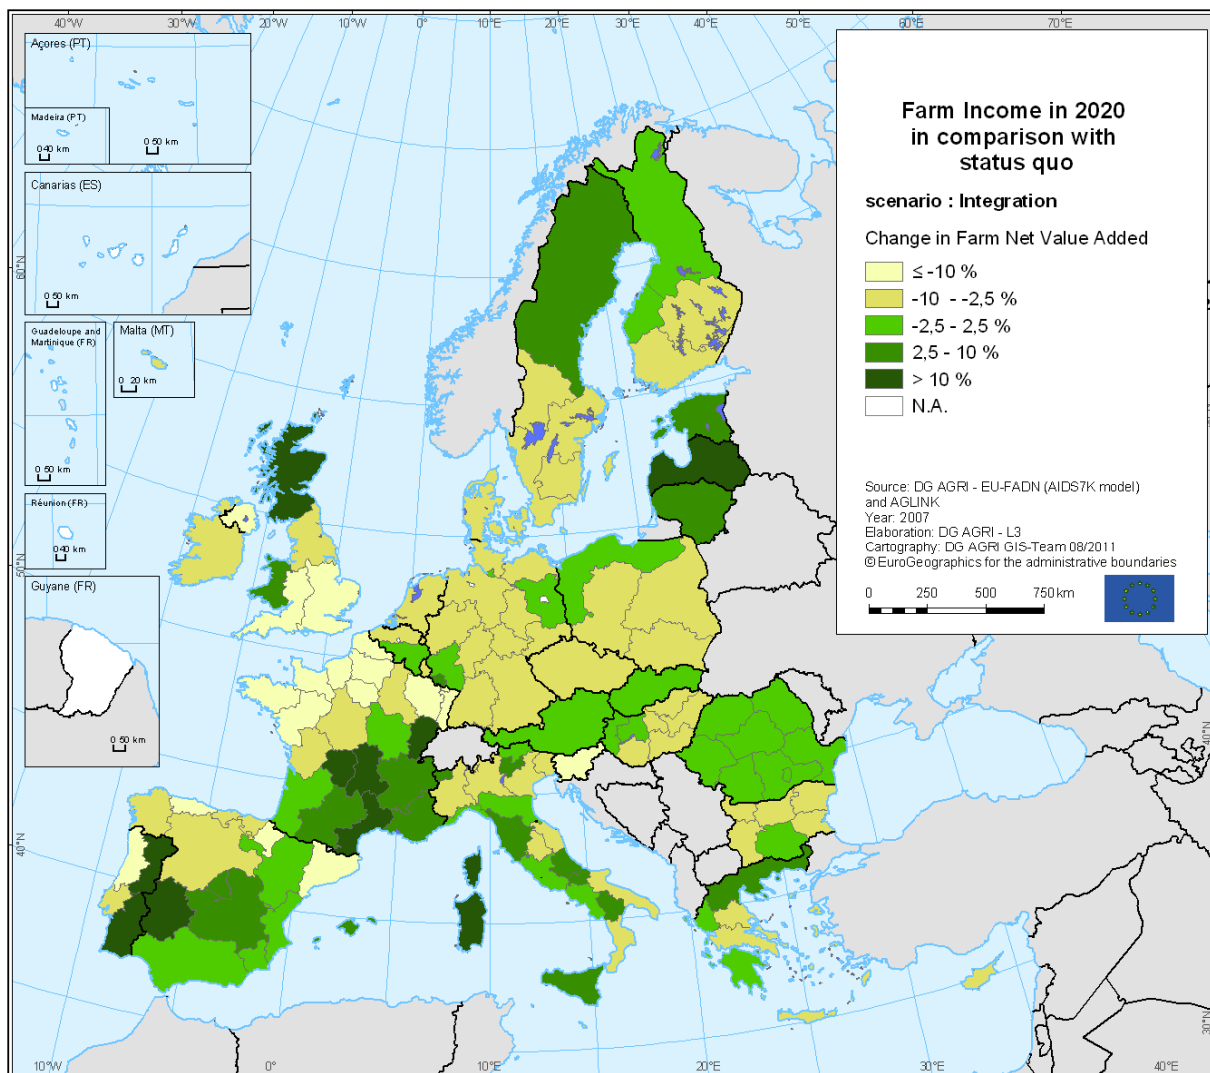 40°W
30°W
20°W
10°W
0°
10°E
20°E
30°E
40°E
50°E
60°E
70°E
Açores (PT)
Madeira (PT)
0 40 km
0 50 km
Canarias (ES)
0 50 km
Guadeloupe and
Martinique (FR)
0 50 km
Malta (MT)
0 20 km
Réunion (FR)
0 40 km
Guyane (FR)
0 50 km
60°N
50°N
40°N
40°N
30°N
Farm Income in 2020
in comparison with
status quo
scenario : Integration
Change in Farm Net Value Added
≤ -10 %
-10 - -2,5 %
-2,5 - 2,5 %
2,5 - 10 %
> 10 %
N.A.
Source: DG AGRI - EU-FADN (AIDS7K model)
and AGLINK
Year: 2007
Elaboration: DG AGRI - L3
Cartography: DG AGRI GIS-Team 08/2011
© EuroGeographics for the administrative boundaries
0 250 500 750 km
10°W
0°
10°E
20°E
30°E
40°E